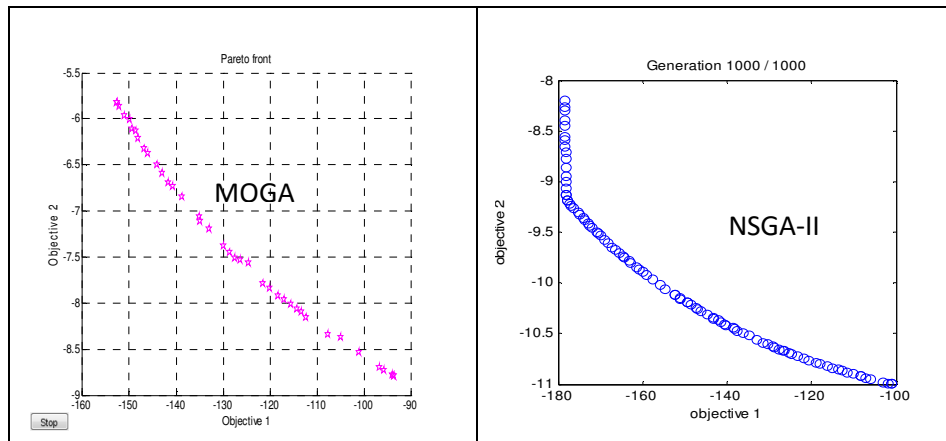 Pareto front
-5.5
-6
-6.5
-7
-7.5
-8
-8.5
-9
-160 -150 -140 -130 -120 -110 -100 -90
Objective 2
Objective 1
MOGA
Stop
Generation 1000 / 1000
-8
-8.5
-9
-9.5
-10
-10.5
-11
-180 -160 -140 -120 -100
objective 2
objective 1
NSGA-II